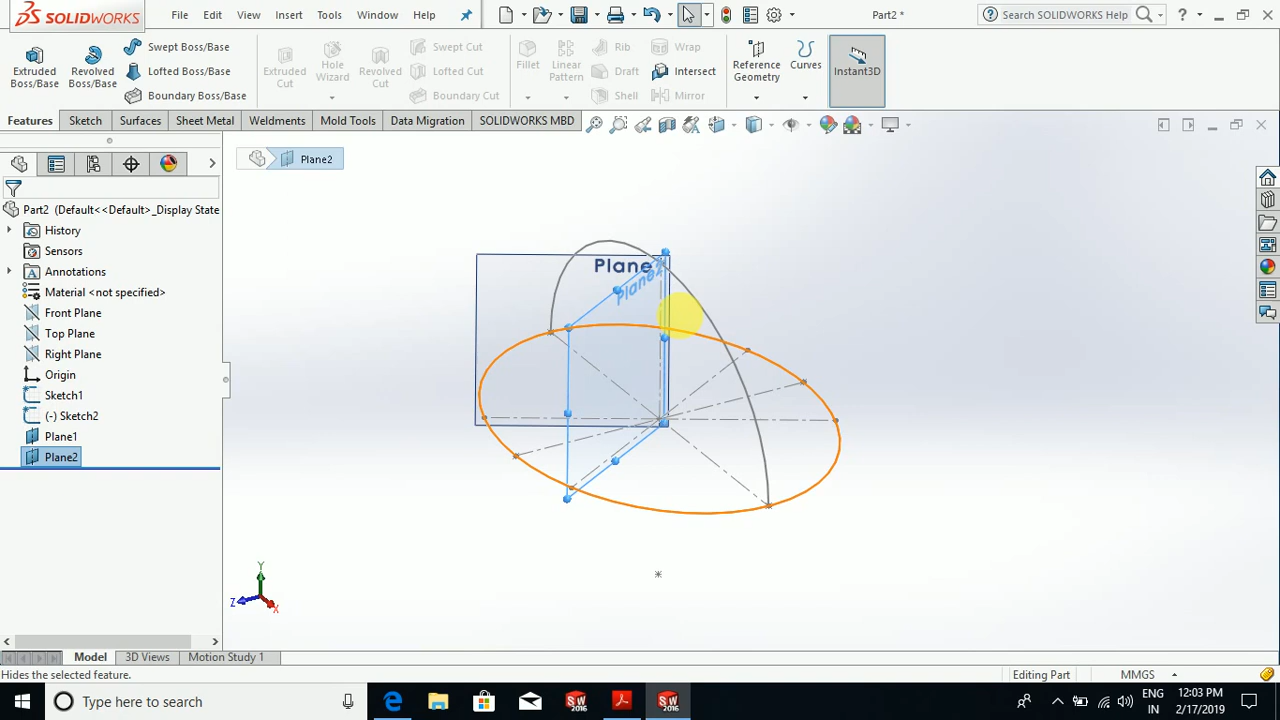 SOLIDWORKS File Edit View Insert Tools Window Help Part2 * Search SOLIDWORKS Help ?
Extruded Boss/Base Revolved Boss/Base Swept Boss/Base Lofted Boss/Base Boundary Boss/Base Extruded Cut Hole Wizard Revolved Cut Swept Cut Lofted Cut Boundary Cut Fillet Linear Pattern Rib Draft Shell Wrap Intersect Mirror Reference Geometry Curves Instant3D
Features Sketch Surfaces Sheet Metal Weldments Mold Tools Data Migration SOLIDWORKS MBD
Plane2
Part2 (Default<<Default>_Display State
History
Sensors
Annotations
Material <not specified>
Front Plane
Top Plane
Right Plane
Origin
Sketch1
(-) Sketch2
Plane1
Plane2
Plane
Plane2
Y
Z
X
Model 3D Views Motion Study 1
Hides the selected feature. Editing Part MMGS
Type here to search
SW 2016
SW 2016
ENG
IN
12:03 PM
2/17/2019